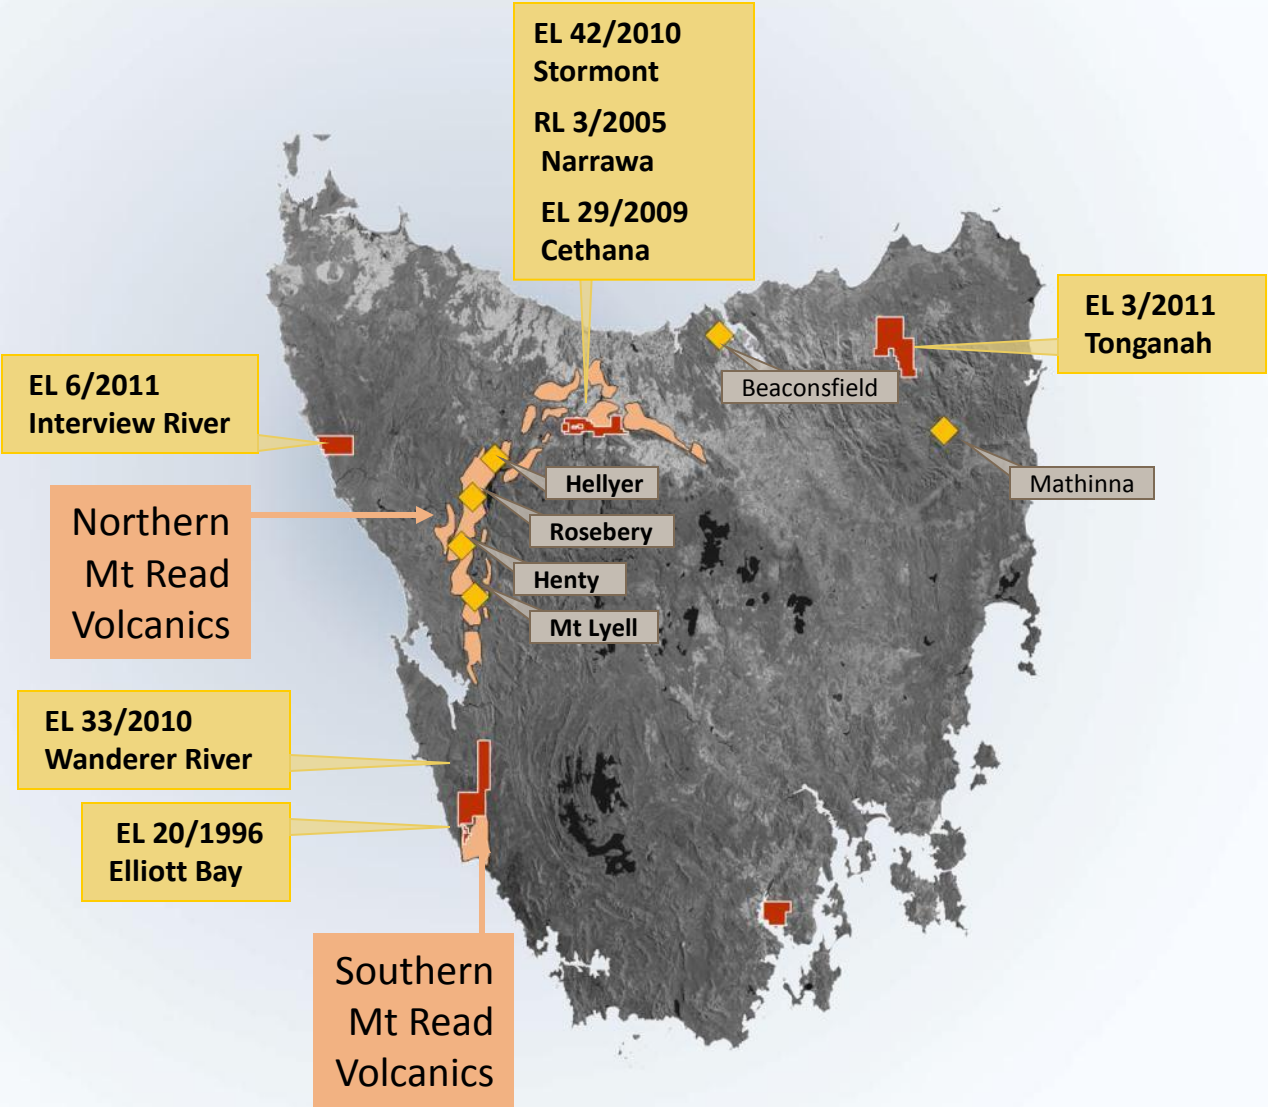 EL 42/2010
Stormont
RL 3/2005
Narrawa
EL 29/2009
Cethana
EL 3/2011
Tonganah
Beaconsfield
EL 6/2011
Interview River
Mathinna
Hellyer
Northern
Mt Read
Volcanics
Rosebery
Henty
Mt Lyell
EL 33/2010
Wanderer River
EL 20/1996
Elliott Bay
Southern
Mt Read
Volcanics